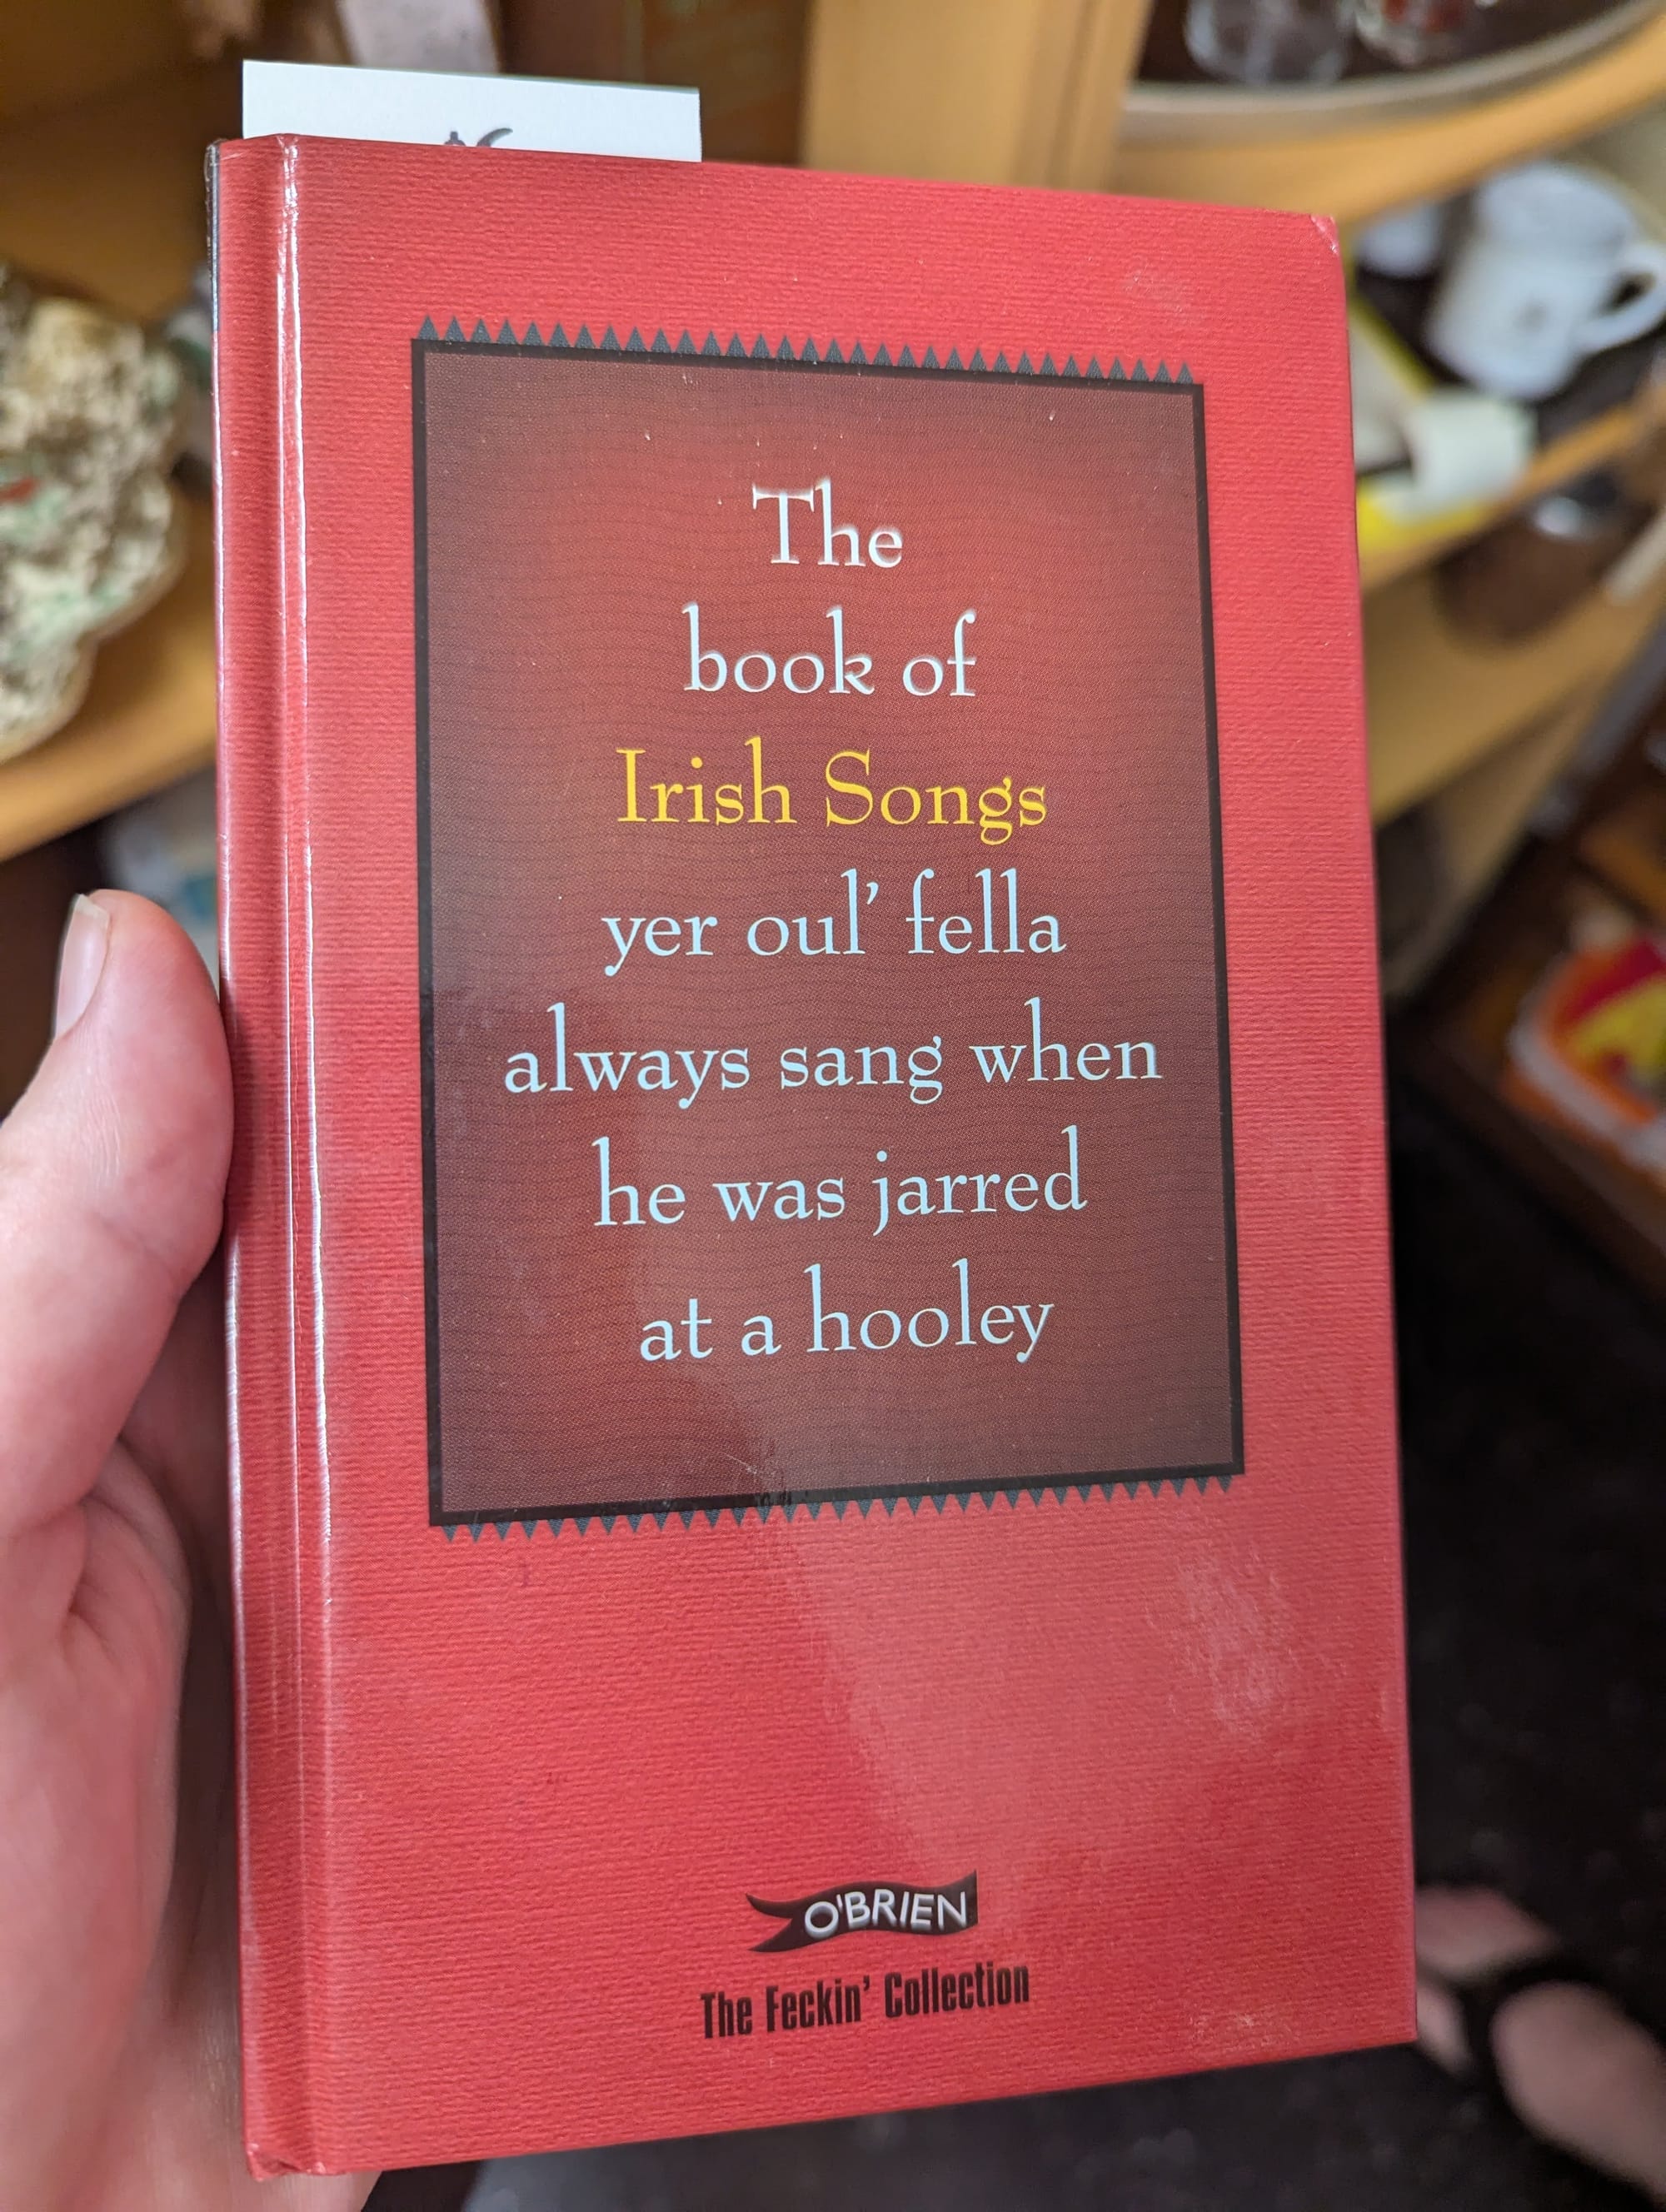 The
book of
Irish Songs
yer oul' fella
always sang when
he was jarred
at a hooley
O'BRIEN
The Feckin' Collection